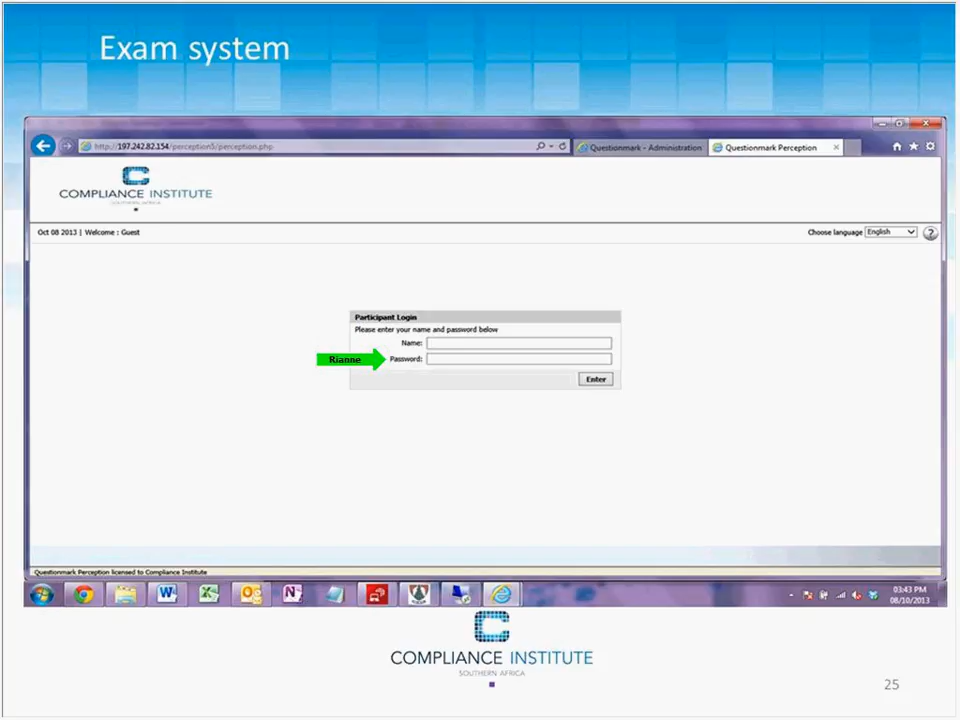 Exam system
http://197.242.82.154/perception5/perception.php
Questionmark - Administration
Questionmark Perception
COMPLIANCE INSTITUTE
SOUTHERN AFRICA
Oct 08 2013 | Welcome : Guest
Choose language English
?
Participant Login
Please enter your name and password below
Name:
Rianne
Password:
Enter
Questionmark Perception licensed to Compliance Institute
03:43 PM
08/10/2013
COMPLIANCE INSTITUTE
SOUTHERN AFRICA
25